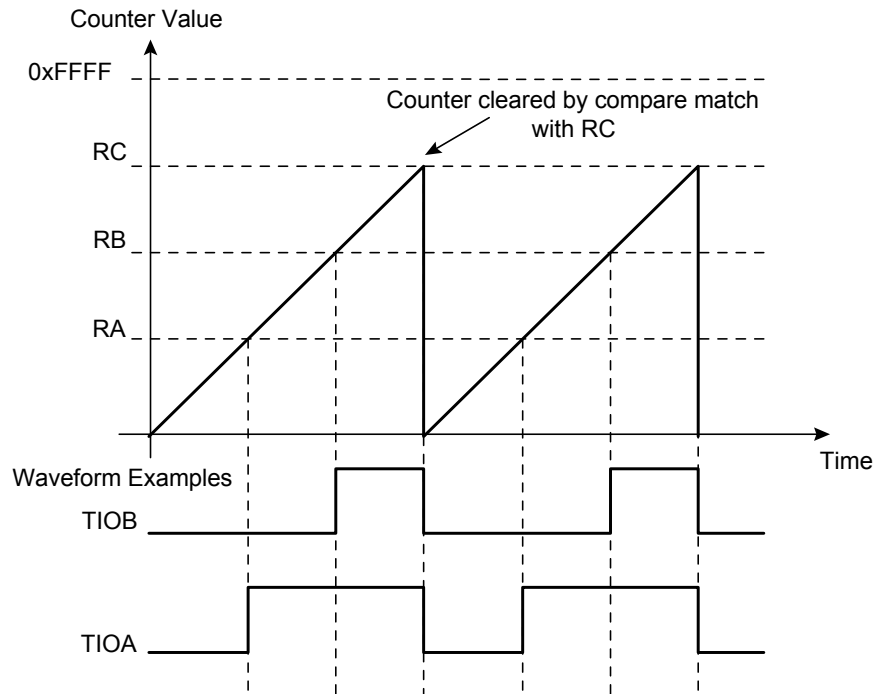 Counter Value
0xFFFF
Counter cleared by compare match
with RC
RC
RB
RA
Time
Waveform Examples
TIOB
TIOA